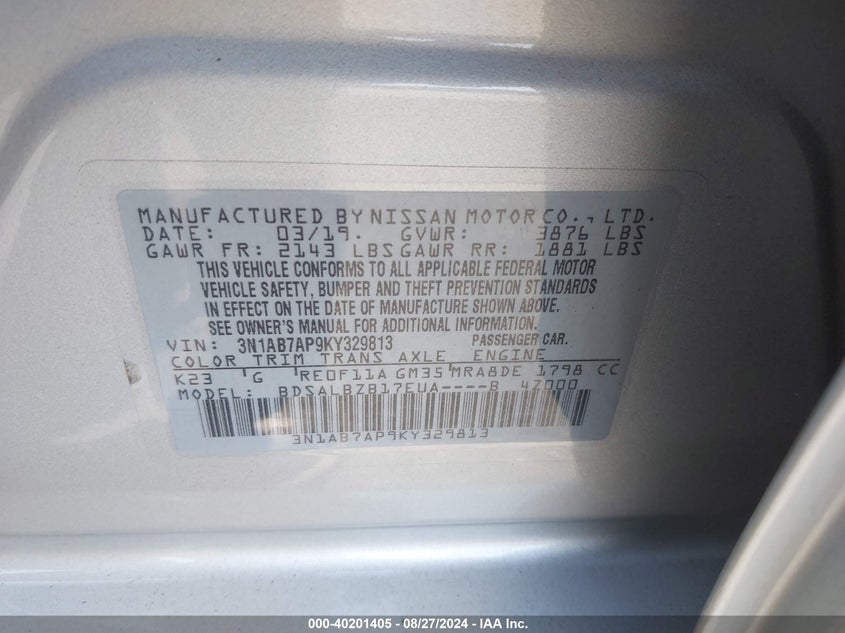 MANUFACTURED BY NISSAN MOTOR CO., LTD.
DATE: 03/19. GVWR: 3876 LBS
GAWR FR: 2143 LBS GAWR RR: 1881 LBS
THIS VEHICLE CONFORMS TO ALL APPLICABLE FEDERAL MOTOR
VEHICLE SAFETY, BUMPER AND THEFT PREVENTION STANDARDS
IN EFFECT ON THE DATE OF MANUFACTURE SHOWN ABOVE.
SEE OWNER'S MANUAL FOR ADDITIONAL INFORMATION.
VIN: 3N1AB7AP9KY329813 PASSENGER CAR.
COLOR TRIM TRANS AXLE ENGINE
K23 'G 'RE0F11A GM35'MRA8DE 1798 CC
MODEL: BDSALBZB17EUA----B 4Z000
3N1AB7AP9KY329813
000-40201405 - 08/27/2024 - IAA Inc.